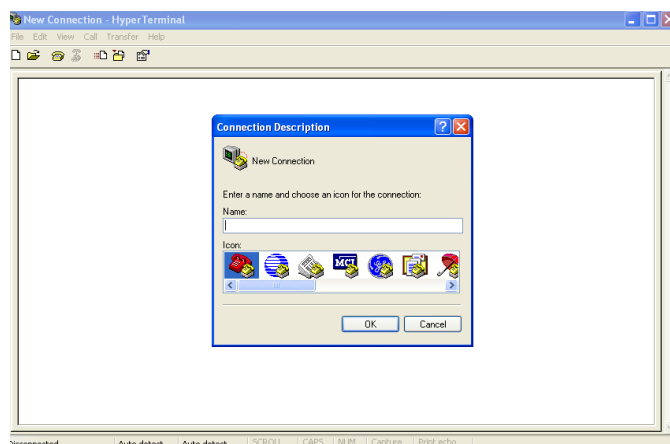 New Connection - HyperTerminal
File Edit View Call Transfer Help
Connection Description
New Connection
Enter a name and choose an icon for the connection:
Name:
Icon:
MCI
OK Cancel
Disconnected Auto detect Auto detect SCROLL CAPS NUM Capture Print echo